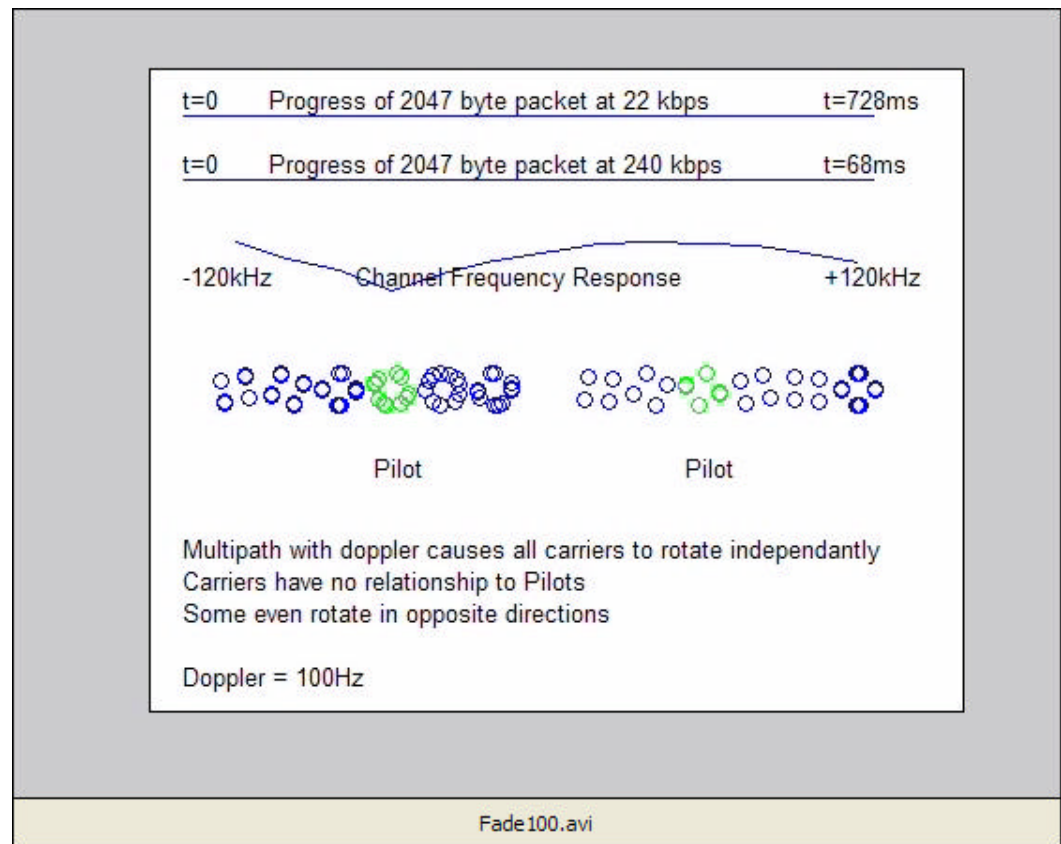 t=0 Progress of 2047 byte packet at 22 kbps t=728ms
t=0 Progress of 2047 byte packet at 240 kbps t=68ms
-120kHz Channel Frequency Response +120kHz
Pilot Pilot
Multipath with doppler causes all carriers to rotate independantly
Carriers have no relationship to Pilots
Some even rotate in opposite directions
Doppler = 100Hz
Fade100.avi